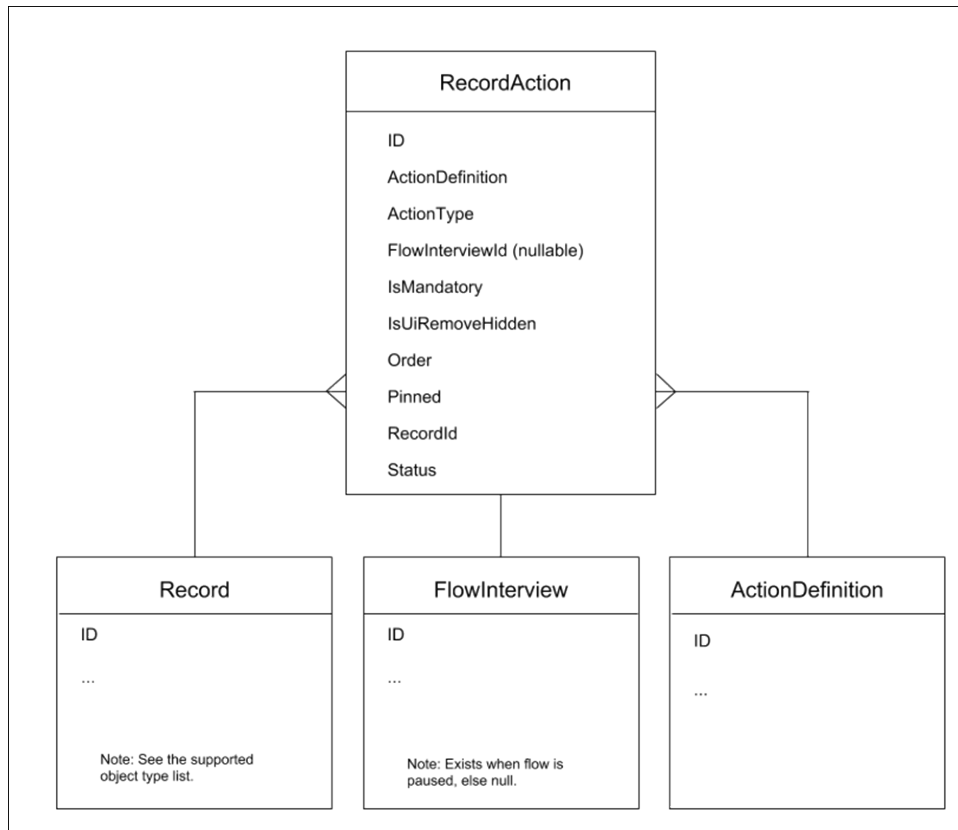 RecordAction
ID
ActionDefinition
ActionType
FlowInterviewId (nullable)
IsMandatory
IsUiRemoveHidden
Order
Pinned
RecordId
Status
Record
ID
...
Note: See the supported
object type list.
FlowInterview
ID
...
Note: Exists when flow is
paused, else null.
ActionDefinition
ID
...